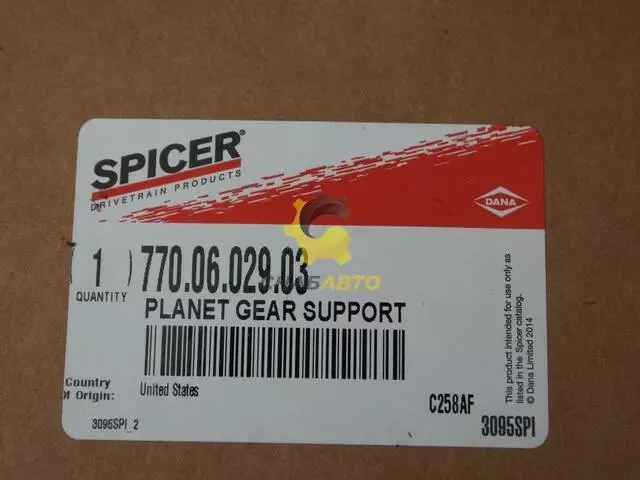 SPICER®
DRIVETRAIN PRODUCTS
DANA
( 1 ) 770.06.029.03
QUANTITY
PLANET GEAR SUPPORT
Country
of Origin:
United States
C258AF
3095SPI_2
3095SPI
This product intended for use only as
listed in the Spicer catalog.
© Dana Limited 2014